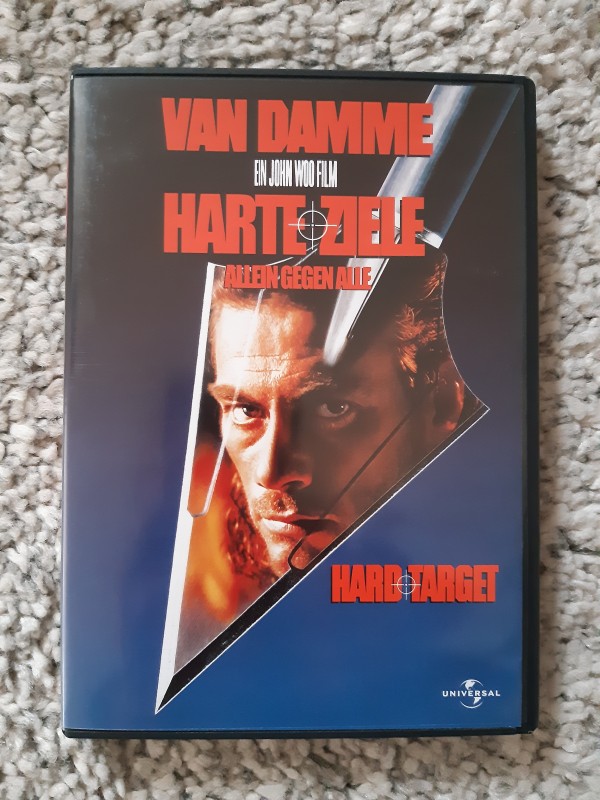 VAN DAMME
EIN JOHN WOO FILM
HARTE ZIELE
ALLEIN GEGEN ALLE
HARD TARGET
UNIVERSAL